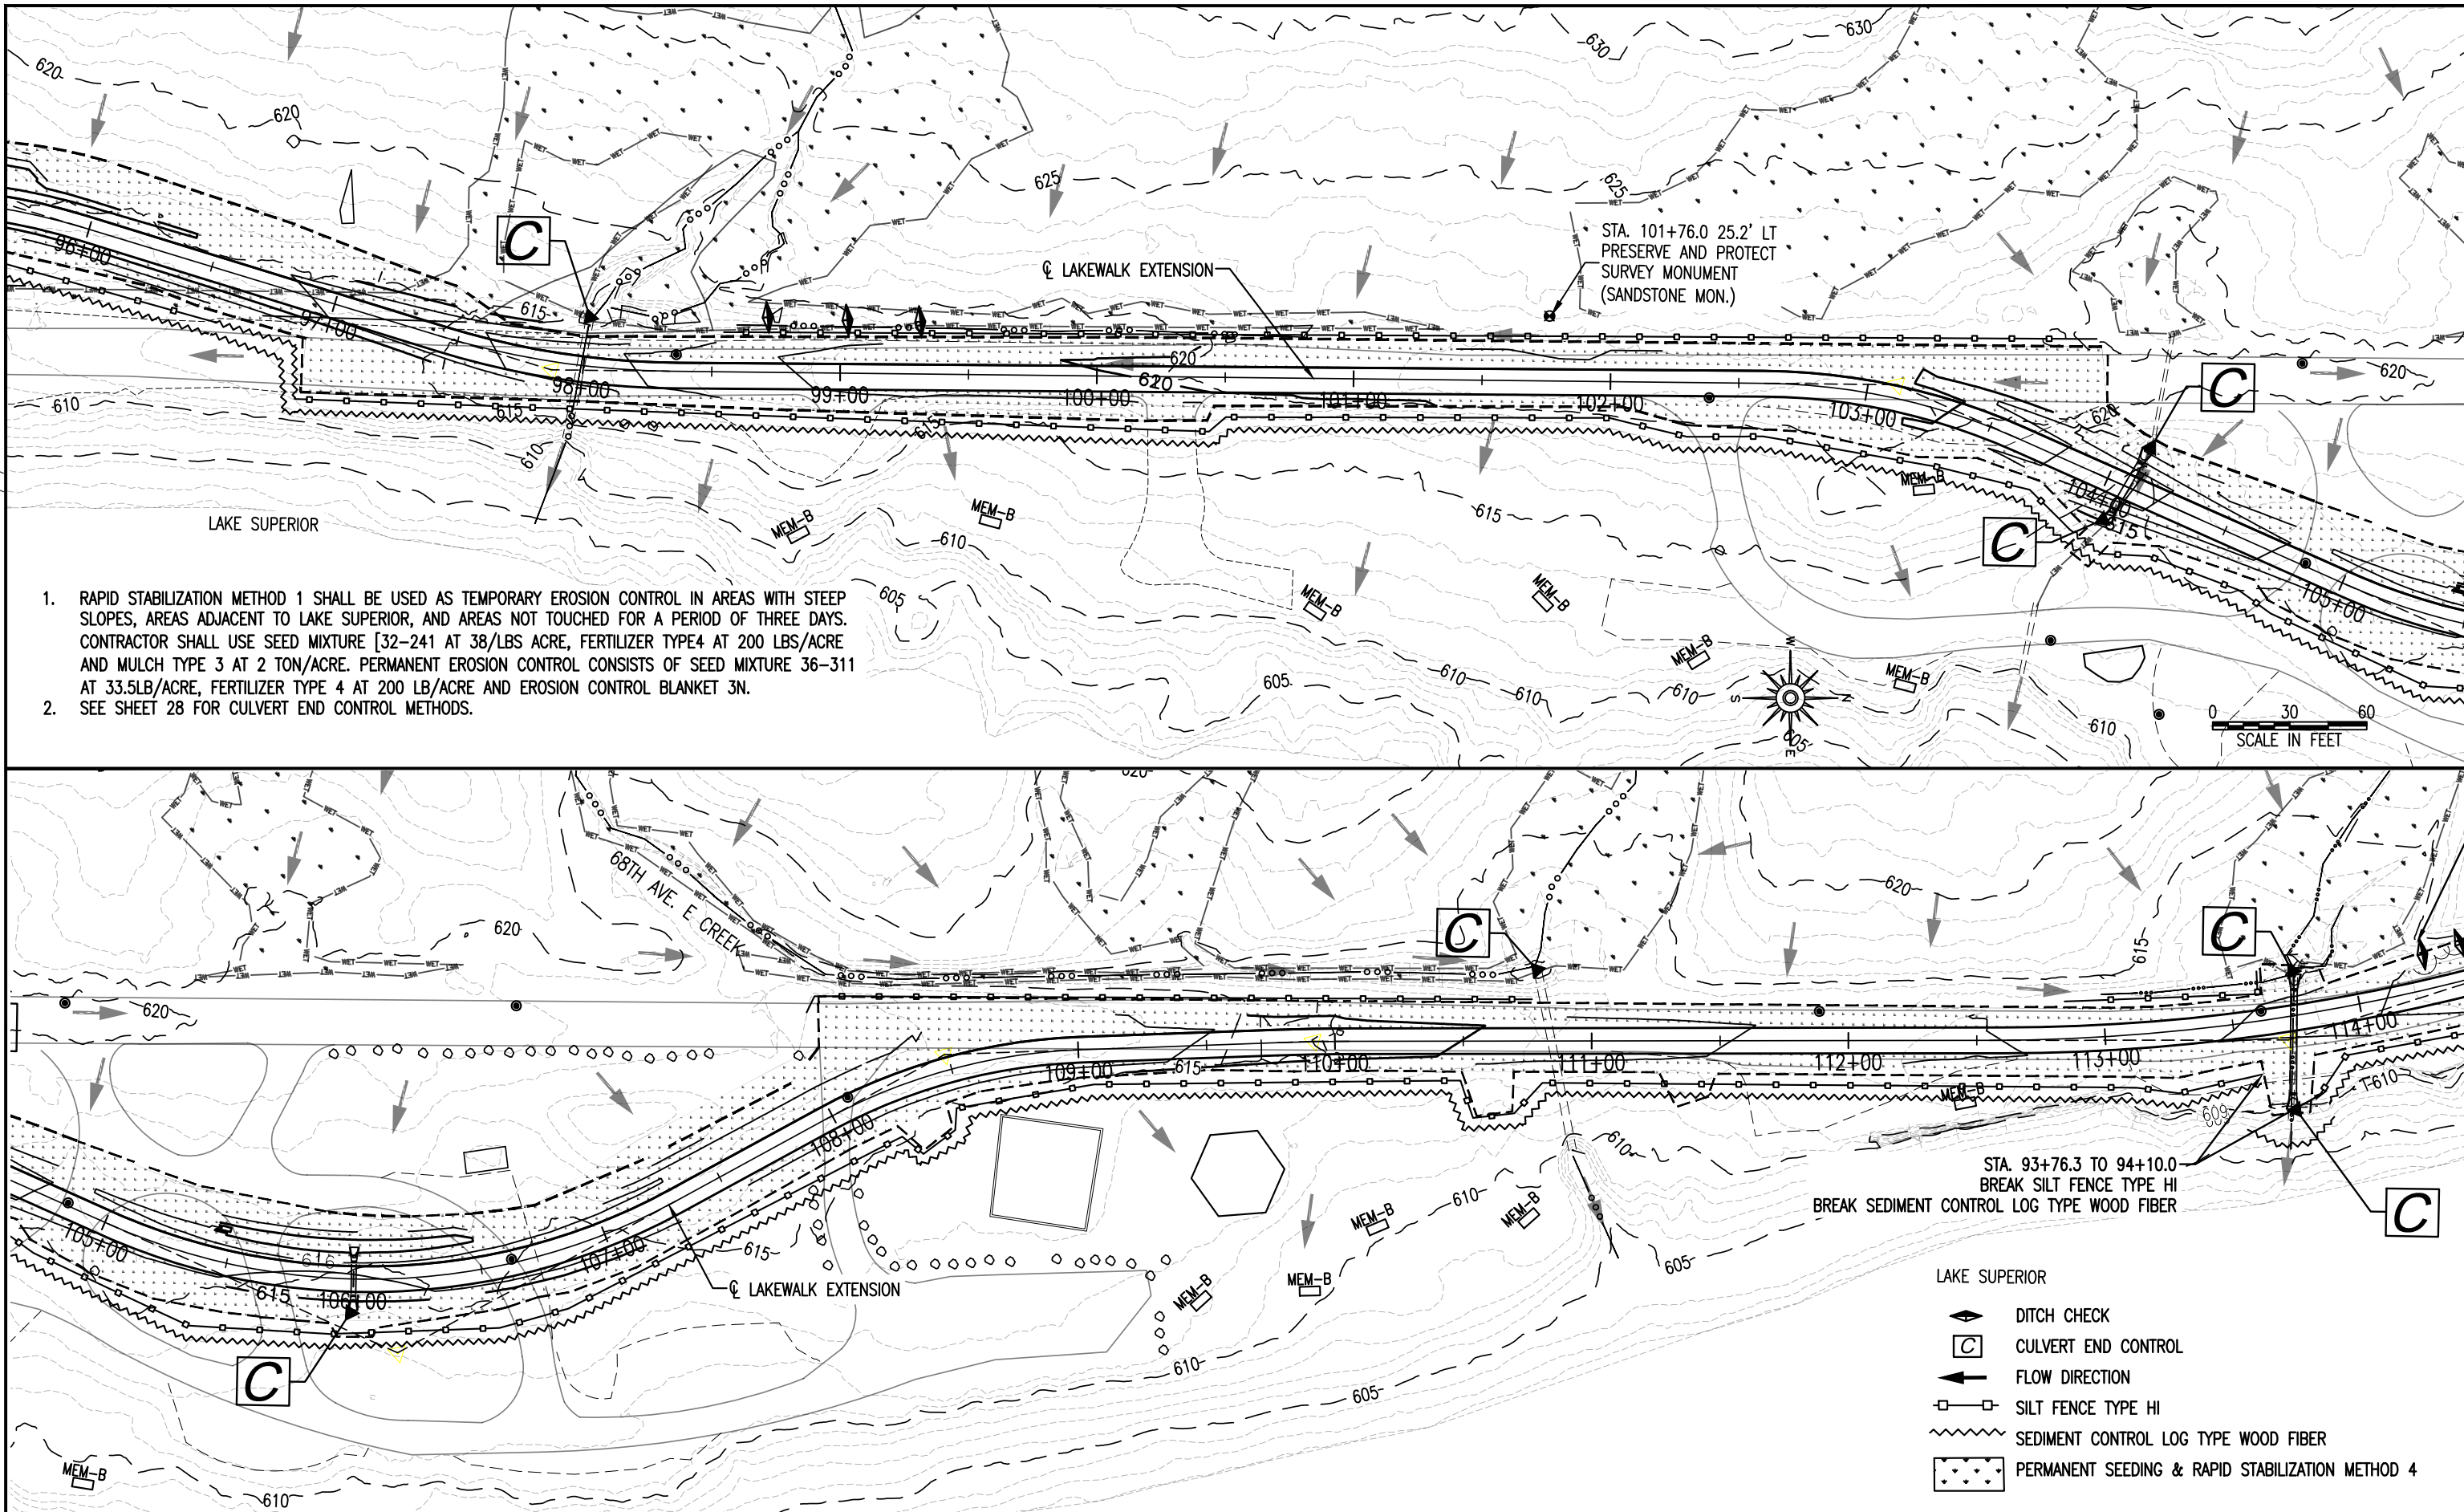 620
620
630
630
625
625
STA. 101+76.0 25.2' LT
PRESERVE AND PROTECT
SURVEY MONUMENT
(SANDSTONE MON.)
℄ LAKEWALK EXTENSION
C
C
C
96+00
97+00
98+00
99+00
100+00
101+00
102+00
103+00
104+00
105+00
615
620
620
620
620
610
615
615
615
610
615
610
605
MEM-B
MEM-B
MEM-B
MEM-B
MEM-B
MEM-B
MEM-B
LAKE SUPERIOR
605
610
610
610
605
610
W
S
N
E
0 30 60
SCALE IN FEET
1. RAPID STABILIZATION METHOD 1 SHALL BE USED AS TEMPORARY EROSION CONTROL IN AREAS WITH STEEP
SLOPES, AREAS ADJACENT TO LAKE SUPERIOR, AND AREAS NOT TOUCHED FOR A PERIOD OF THREE DAYS.
CONTRACTOR SHALL USE SEED MIXTURE [32-241 AT 38/LBS ACRE, FERTILIZER TYPE4 AT 200 LBS/ACRE
AND MULCH TYPE 3 AT 2 TON/ACRE. PERMANENT EROSION CONTROL CONSISTS OF SEED MIXTURE 36-311
AT 33.5LB/ACRE, FERTILIZER TYPE 4 AT 200 LB/ACRE AND EROSION CONTROL BLANKET 3N.
2. SEE SHEET 28 FOR CULVERT END CONTROL METHODS.
620
68TH AVE. E CREEK
620
620
620
615
C
C
C
C
105+00
106+00
107+00
108+00
109+00
110+00
111+00
112+00
113+00
114+00
616
615
615
615
610
610
609
610
605
610
605
610
MEM-B
MEM-B
MEM-B
MEM-B
MEM-B
MEM-B
℄ LAKEWALK EXTENSION
STA. 93+76.3 TO 94+10.0
BREAK SILT FENCE TYPE HI
BREAK SEDIMENT CONTROL LOG TYPE WOOD FIBER
LAKE SUPERIOR
DITCH CHECK
C CULVERT END CONTROL
FLOW DIRECTION
SILT FENCE TYPE HI
SEDIMENT CONTROL LOG TYPE WOOD FIBER
PERMANENT SEEDING & RAPID STABILIZATION METHOD 4